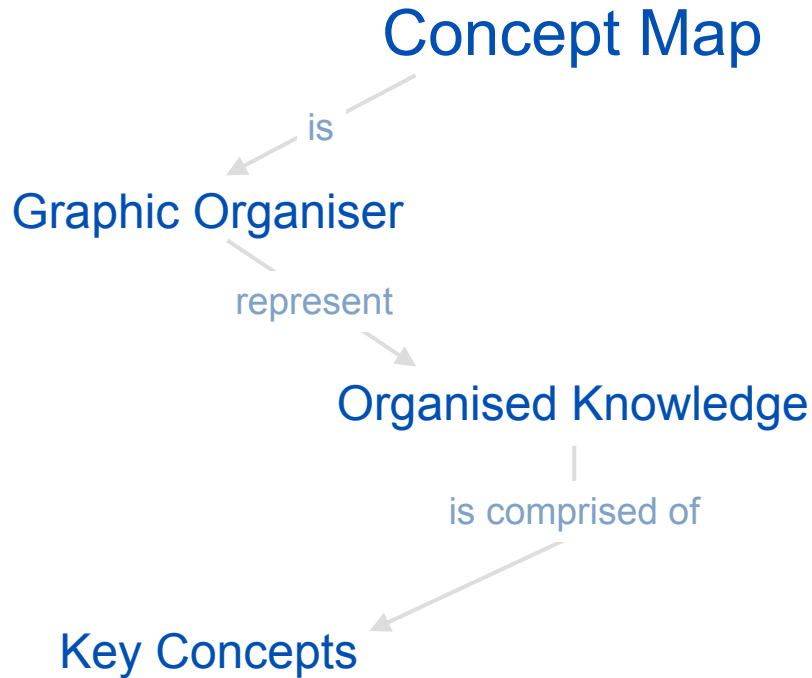 Concept Map
is
Graphic Organiser
represent
Organised Knowledge
is comprised of
Key Concepts